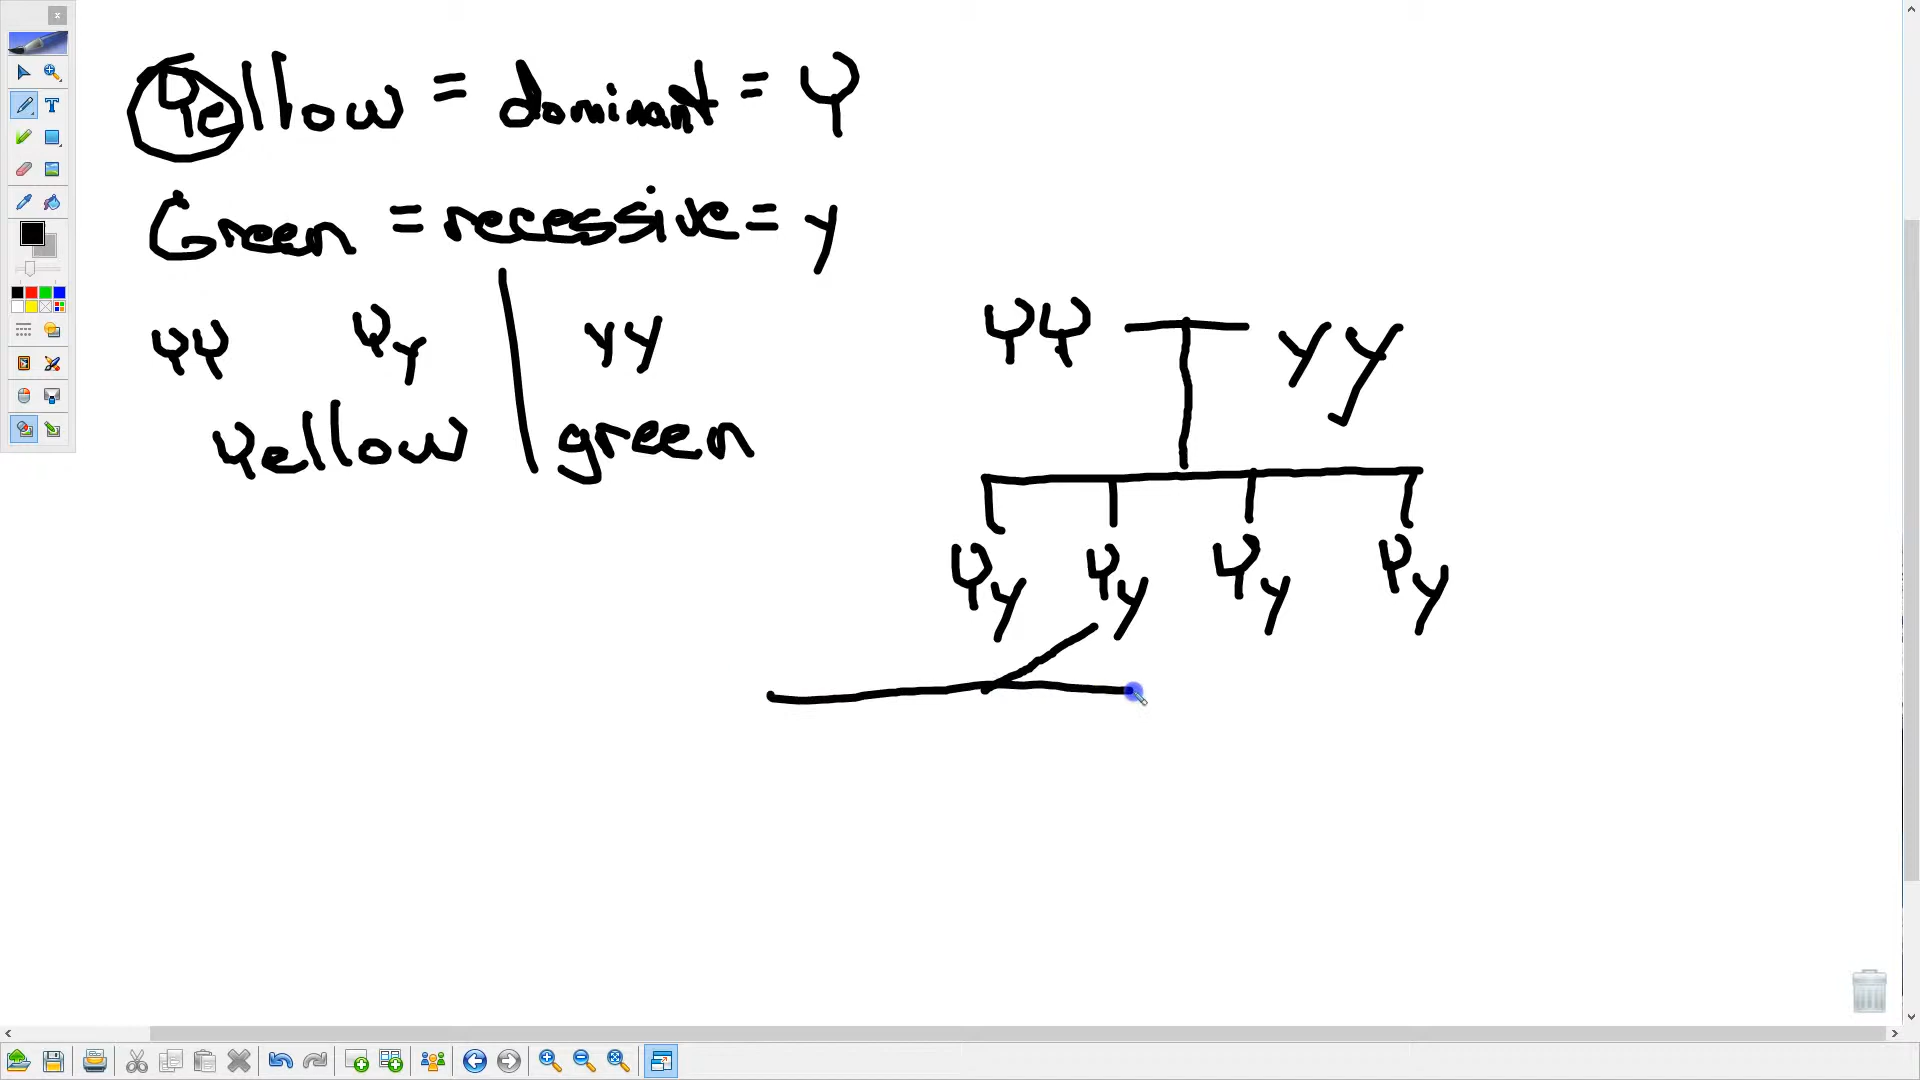 Yellow = dominant = Y
Green = recessive = y
YY Yy yy
Yellow green
YY yy
Yy Yy Yy Yy